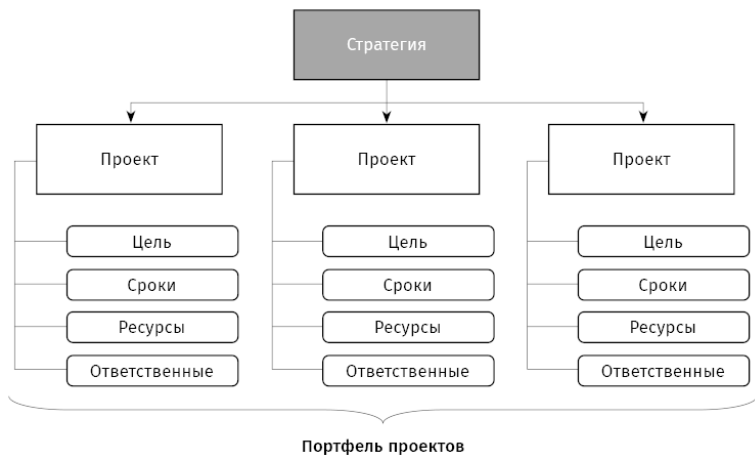 Стратегия
Проект
Проект
Проект
Цель
Цель
Цель
Сроки
Сроки
Сроки
Ресурсы
Ресурсы
Ресурсы
Ответственные
Ответственные
Ответственные
Портфель проектов